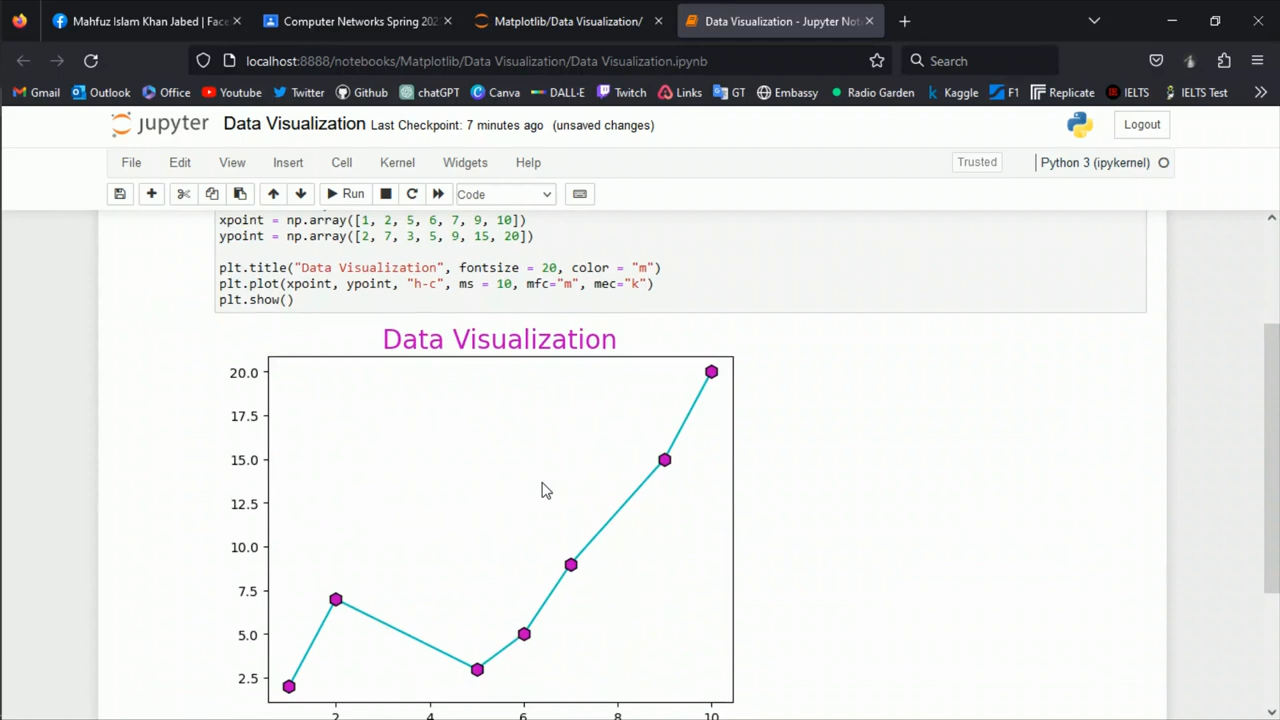 Mahfuz Islam Khan Jabed | Face
Computer Networks Spring 202
Matplotlib/Data Visualization/
Data Visualization - Jupyter Not
localhost:8888/notebooks/Matplotlib/Data Visualization/Data Visualization.ipynb
Search
Gmail
Outlook
Office
Youtube
Twitter
Github
chatGPT
Canva
DALL-E
Twitch
Links
GT
Embassy
Radio Garden
Kaggle
F1
Replicate
IELTS
IELTS Test
jupyter
Data Visualization Last Checkpoint: 7 minutes ago (unsaved changes)
Logout
File Edit View Insert Cell Kernel Widgets Help
Trusted
Python 3 (ipykernel)
Run
Code
xpoint = np.array([1, 2, 5, 6, 7, 9, 10])
ypoint = np.array([2, 7, 3, 5, 9, 15, 20])
plt.title("Data Visualization", fontsize = 20, color = "m")
plt.plot(xpoint, ypoint, "h-c", ms = 10, mfc="m", mec="k")
plt.show()
Data Visualization
20.0
17.5
15.0
12.5
10.0
7.5
5.0
2.5
2 4 6 8 10